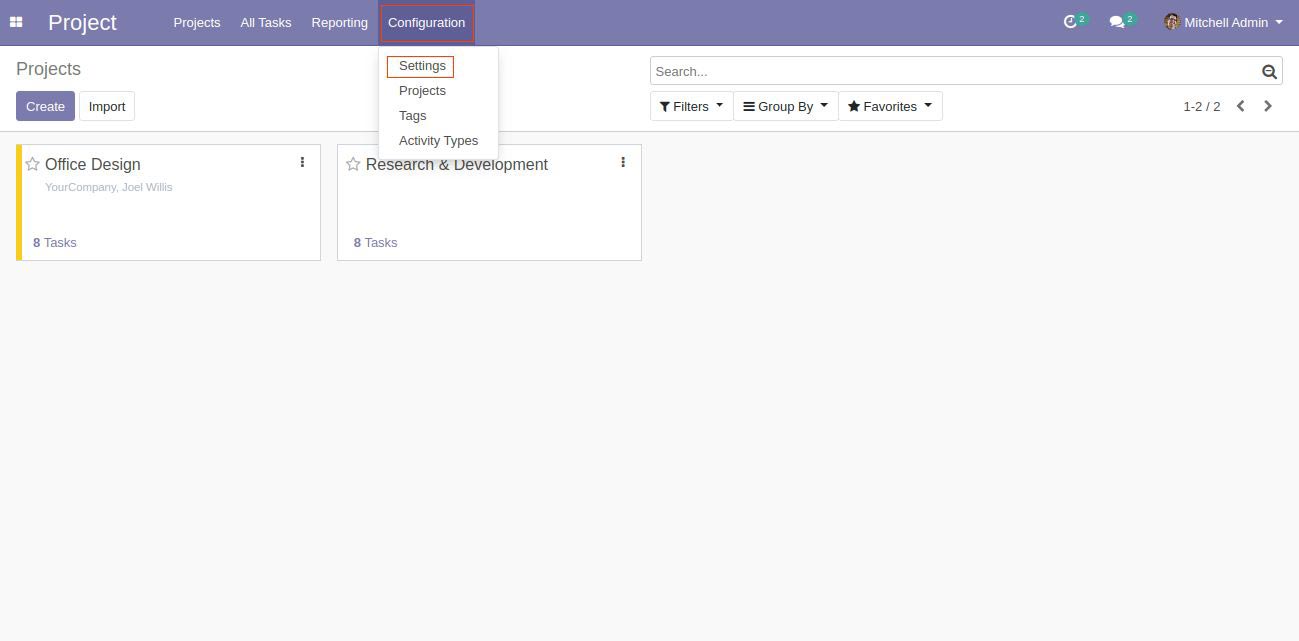 Project Projects All Tasks Reporting Configuration 2 2 Mitchell Admin
Projects
Settings
Projects
Tags
Activity Types
Search...
Create Import
Filters Group By Favorites 1-2 / 2
Office Design
YourCompany, Joel Willis
8 Tasks
Research & Development
8 Tasks